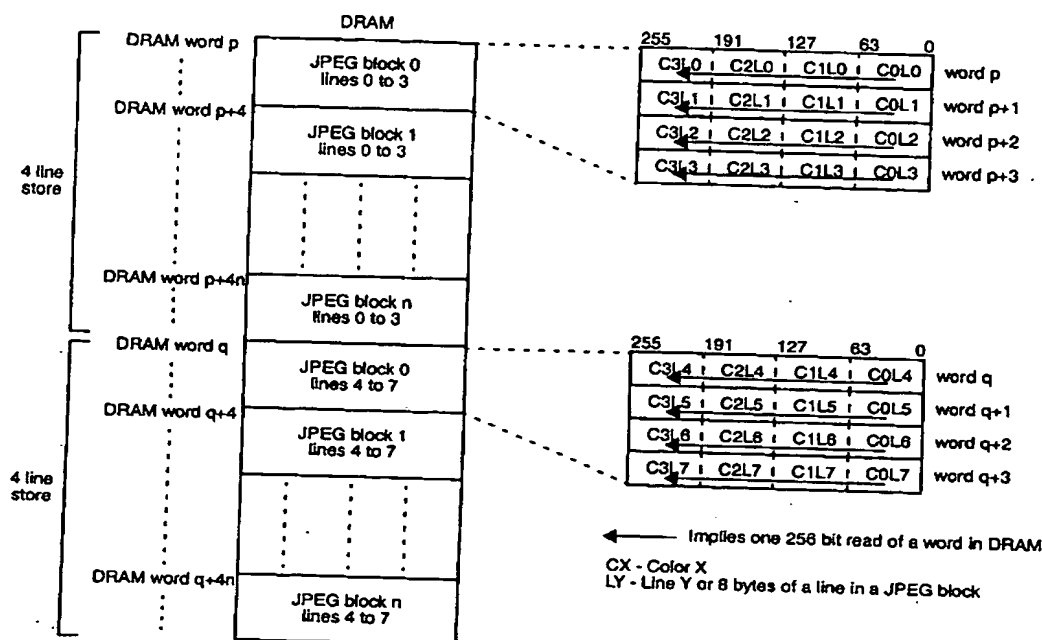 DRAM
DRAM word p
JPEG block 0
lines 0 to 3
DRAM word p+4
JPEG block 1
lines 0 to 3
4 line
store
DRAM word p+4n
JPEG block n
lines 0 to 3
DRAM word q
JPEG block 0
lines 4 to 7
DRAM word q+4
JPEG block 1
lines 4 to 7
4 line
store
DRAM word q+4n
JPEG block n
lines 4 to 7
255 191 127 63 0
C3L0 C2L0 C1L0 C0L0 word p
C3L1 C2L1 C1L1 C0L1 word p+1
C3L2 C2L2 C1L2 C0L2 word p+2
C3L3 C2L3 C1L3 C0L3 word p+3
255 191 127 63 0
C3L4 C2L4 C1L4 C0L4 word q
C3L5 C2L5 C1L5 C0L5 word q+1
C3L6 C2L6 C1L6 C0L6 word q+2
C3L7 C2L7 C1L7 C0L7 word q+3
Implies one 256 bit read of a word in DRAM
CX - Color X
LY - Line Y or 8 bytes of a line in a JPEG block